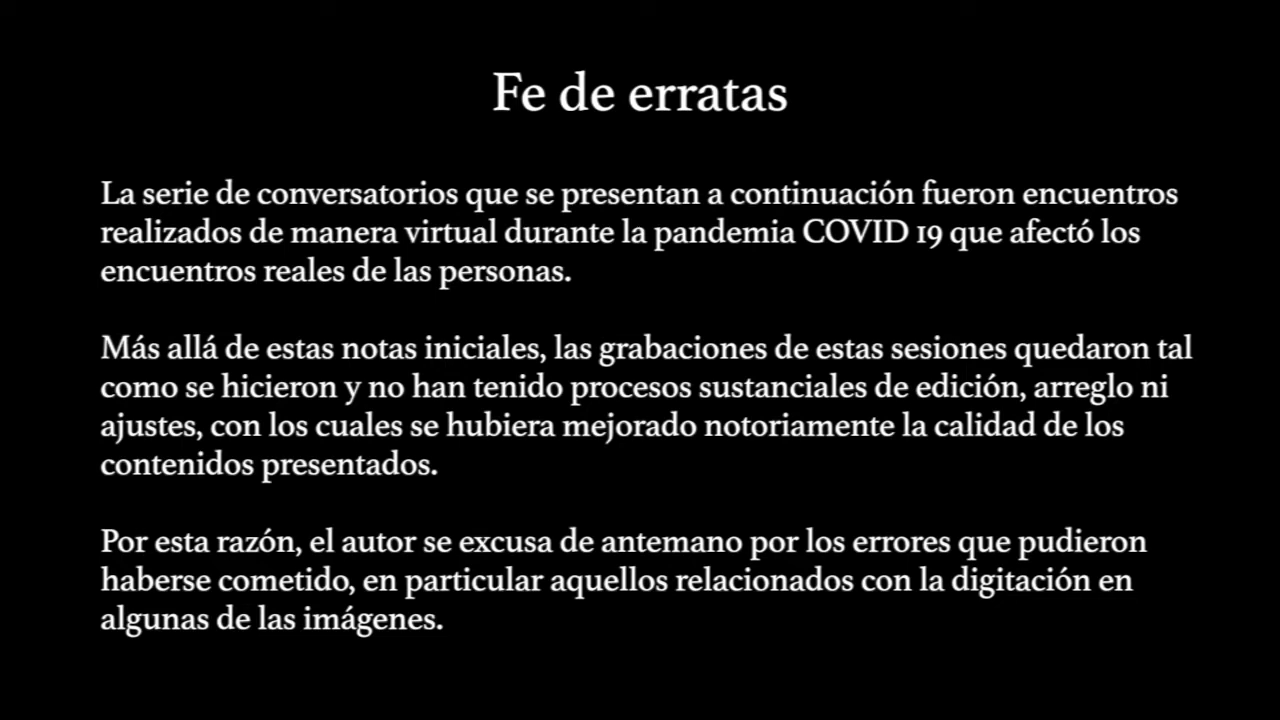 Fe de erratas
La serie de conversatorios que se presentan a continuación fueron encuentros
realizados de manera virtual durante la pandemia COVID 19 que afectó los
encuentros reales de las personas.
Más allá de estas notas iniciales, las grabaciones de estas sesiones quedaron tal
como se hicieron y no han tenido procesos sustanciales de edición, arreglo ni
ajustes, con los cuales se hubiera mejorado notoriamente la calidad de los
contenidos presentados.
Por esta razón, el autor se excusa de antemano por los errores que pudieron
haberse cometido, en particular aquellos relacionados con la digitación en
algunas de las imágenes.